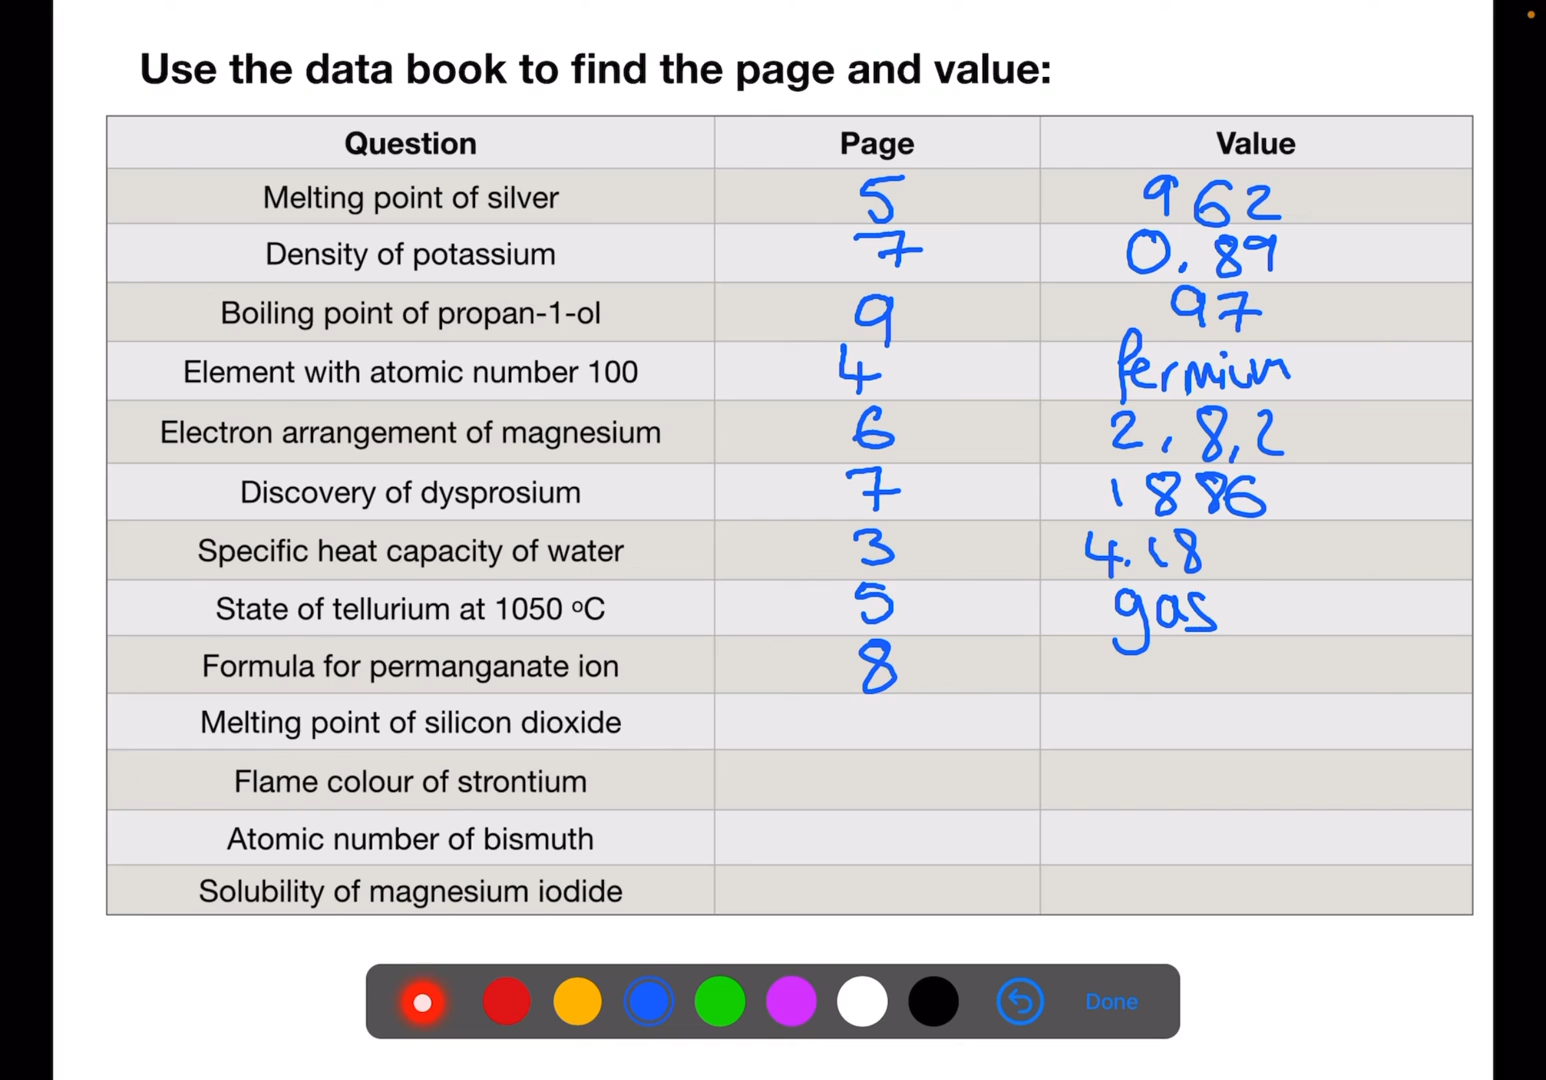 Use the data book to find the page and value:
Question Page Value
Melting point of silver 5 962
Density of potassium 7 0.89
Boiling point of propan-1-ol 9 97
Element with atomic number 100 4 fermium
Electron arrangement of magnesium 6 2,8,2
Discovery of dysprosium 7 1886
Specific heat capacity of water 3 4.18
State of tellurium at 1050 ºC 5 gas
Formula for permanganate ion 8
Melting point of silicon dioxide
Flame colour of strontium
Atomic number of bismuth
Solubility of magnesium iodide
Done